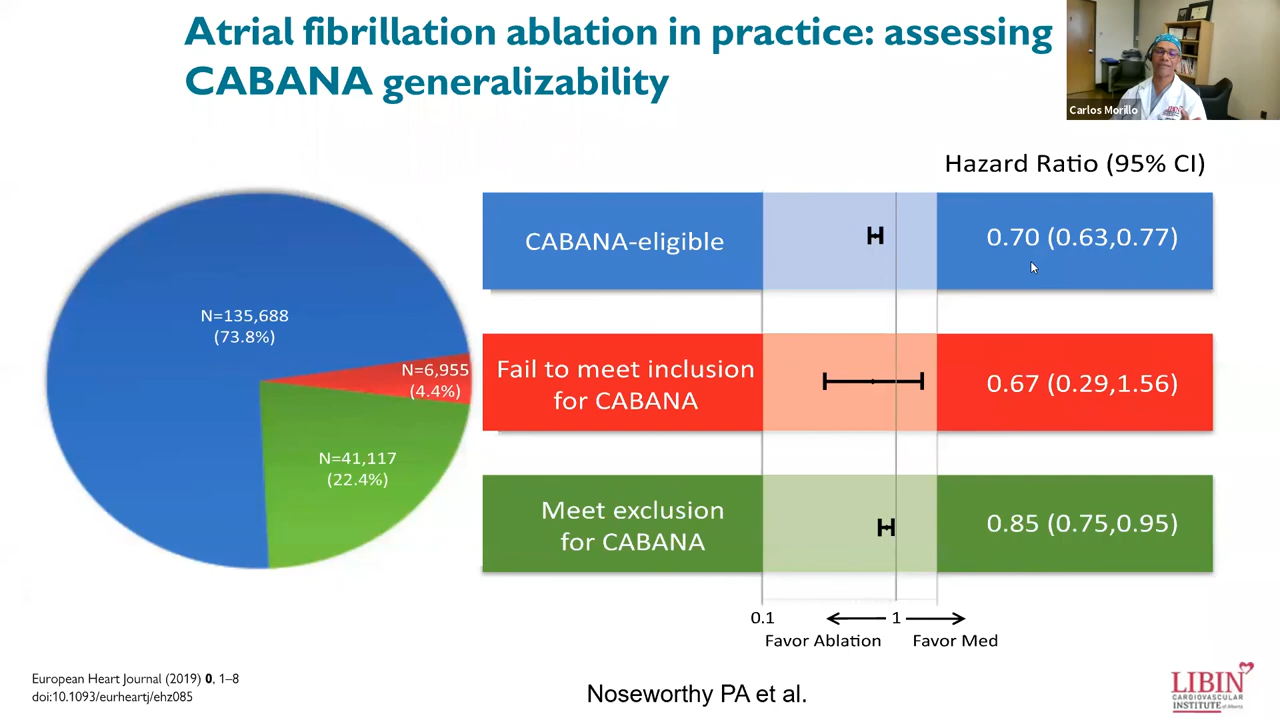 Atrial fibrillation ablation in practice: assessing
CABANA generalizability
Carlos Morillo
Hazard Ratio (95% CI)
N=135,688
(73.8%)
N=6,955
(4.4%)
N=41,117
(22.4%)
CABANA-eligible
0.70 (0.63,0.77)
Fail to meet inclusion
for CABANA
0.67 (0.29,1.56)
Meet exclusion
for CABANA
0.85 (0.75,0.95)
0.1
1
Favor Ablation
Favor Med
European Heart Journal (2019) 0, 1–8
doi:10.1093/eurheartj/ehz085
Noseworthy PA et al.
LIBIN
CARDIOVASCULAR
INSTITUTE of Alberta